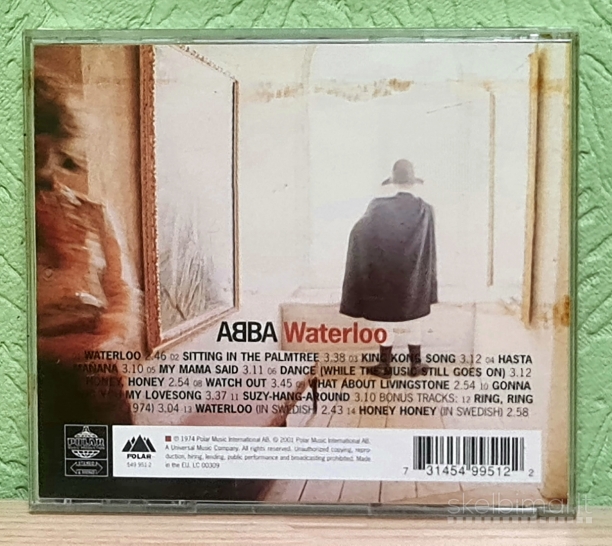 ABBA Waterloo
WATERLOO 2.46 02 SITTING IN THE PALMTREE 3.38 03 KING KONG SONG 3.12 04 HASTA
MAÑANA 3.10 05 MY MAMA SAID 3.11 06 DANCE (WHILE THE MUSIC STILL GOES ON) 3.12
HONEY, HONEY 2.54 08 WATCH OUT 3.45 WHAT ABOUT LIVINGSTONE 2.54 10 GONNA
MY LOVESONG 3.37 11 SUZY-HANG-AROUND 3.10 BONUS TRACKS: 12 RING, RING
1974) 3.04 13 WATERLOO (IN SWEDISH) 2.43 14 HONEY HONEY (IN SWEDISH) 2.58
POLAR
STEREO
POLAR
549 951 2
℗ 1974 Polar Music International AB. © 2001 Polar Music International AB.
A Universal Music Company. All rights reserved. Unauthorized copying, repro-
duction, hiring, lending, public performance and broadcasting prohibited. Made
in the EU. LC 00309
7 31454 99512 2
skelbimai.lt